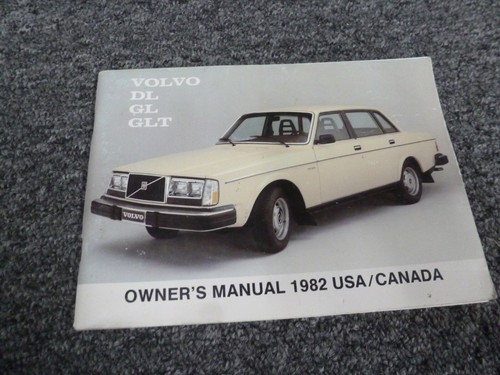 VOLVO
DL
GL
GLT
VOLVO
OWNER'S MANUAL 1982 USA/CANADA